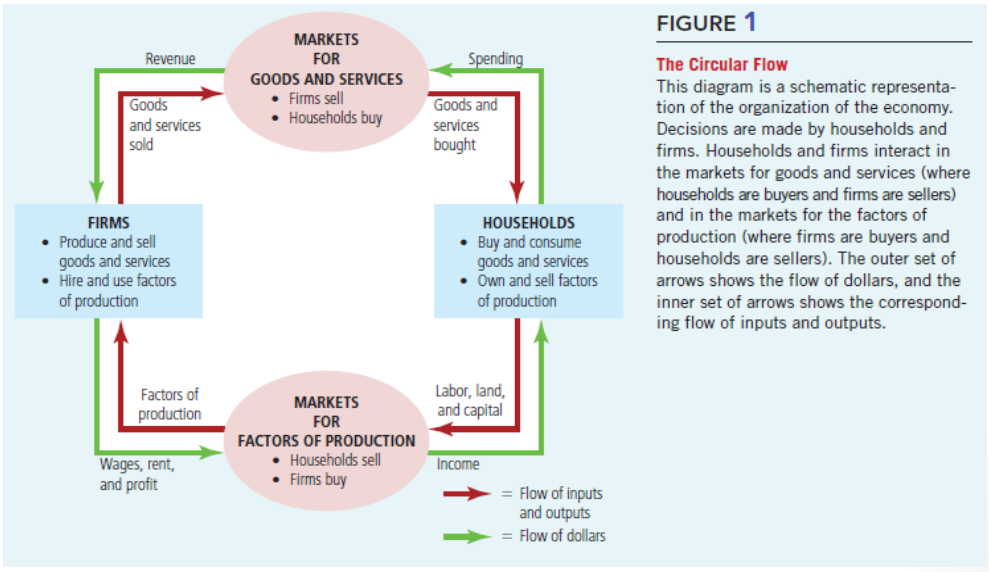 MARKETS
FOR
GOODS AND SERVICES
• Firms sell
• Households buy
Revenue
Spending
Goods
and services
sold
Goods and
services
bought
FIRMS
• Produce and sell
goods and services
• Hire and use factors
of production
HOUSEHOLDS
• Buy and consume
goods and services
• Own and sell factors
of production
Factors of
production
Labor, land,
and capital
MARKETS
FOR
FACTORS OF PRODUCTION
• Households sell
• Firms buy
Wages, rent,
and profit
Income
= Flow of inputs
and outputs
= Flow of dollars
FIGURE 1
The Circular Flow
This diagram is a schematic representa-
tion of the organization of the economy.
Decisions are made by households and
firms. Households and firms interact in
the markets for goods and services (where
households are buyers and firms are sellers)
and in the markets for the factors of
production (where firms are buyers and
households are sellers). The outer set of
arrows shows the flow of dollars, and the
inner set of arrows shows the correspond-
ing flow of inputs and outputs.